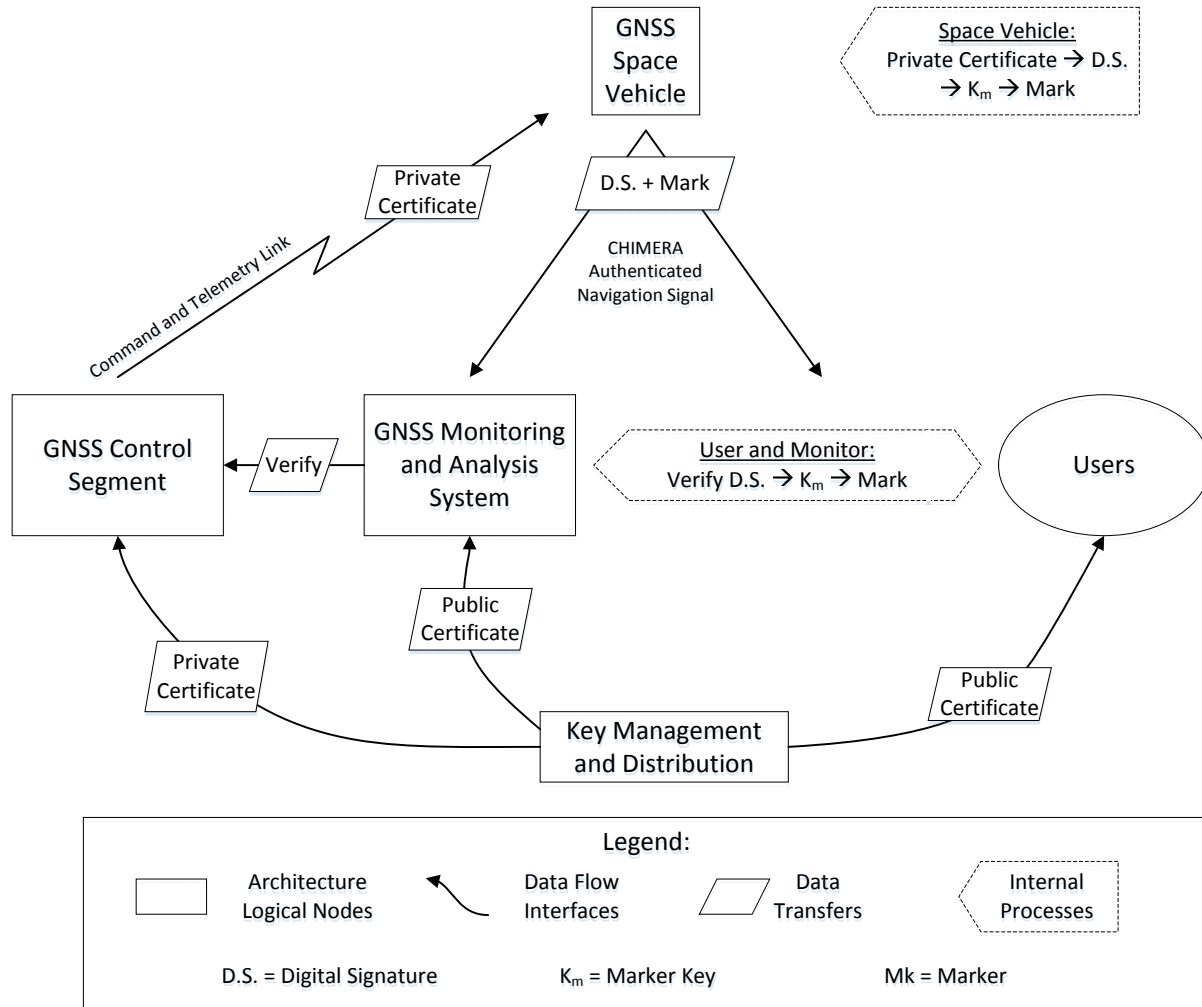 GNSS
Space
Vehicle
Space Vehicle:
Private Certificate → D.S.
→ Kₘ → Mark
Private
Certificate
D.S. + Mark
CHIMERA
Authenticated
Navigation Signal
Command and Telemetry Link
GNSS Control
Segment
Verify
GNSS Monitoring
and Analysis
System
User and Monitor:
Verify D.S. → Kₘ → Mark
Users
Public
Certificate
Private
Certificate
Public
Certificate
Key Management
and Distribution
Legend:
Architecture
Logical Nodes
Data Flow
Interfaces
Data
Transfers
Internal
Processes
D.S. = Digital Signature
Kₘ = Marker Key
Mk = Marker